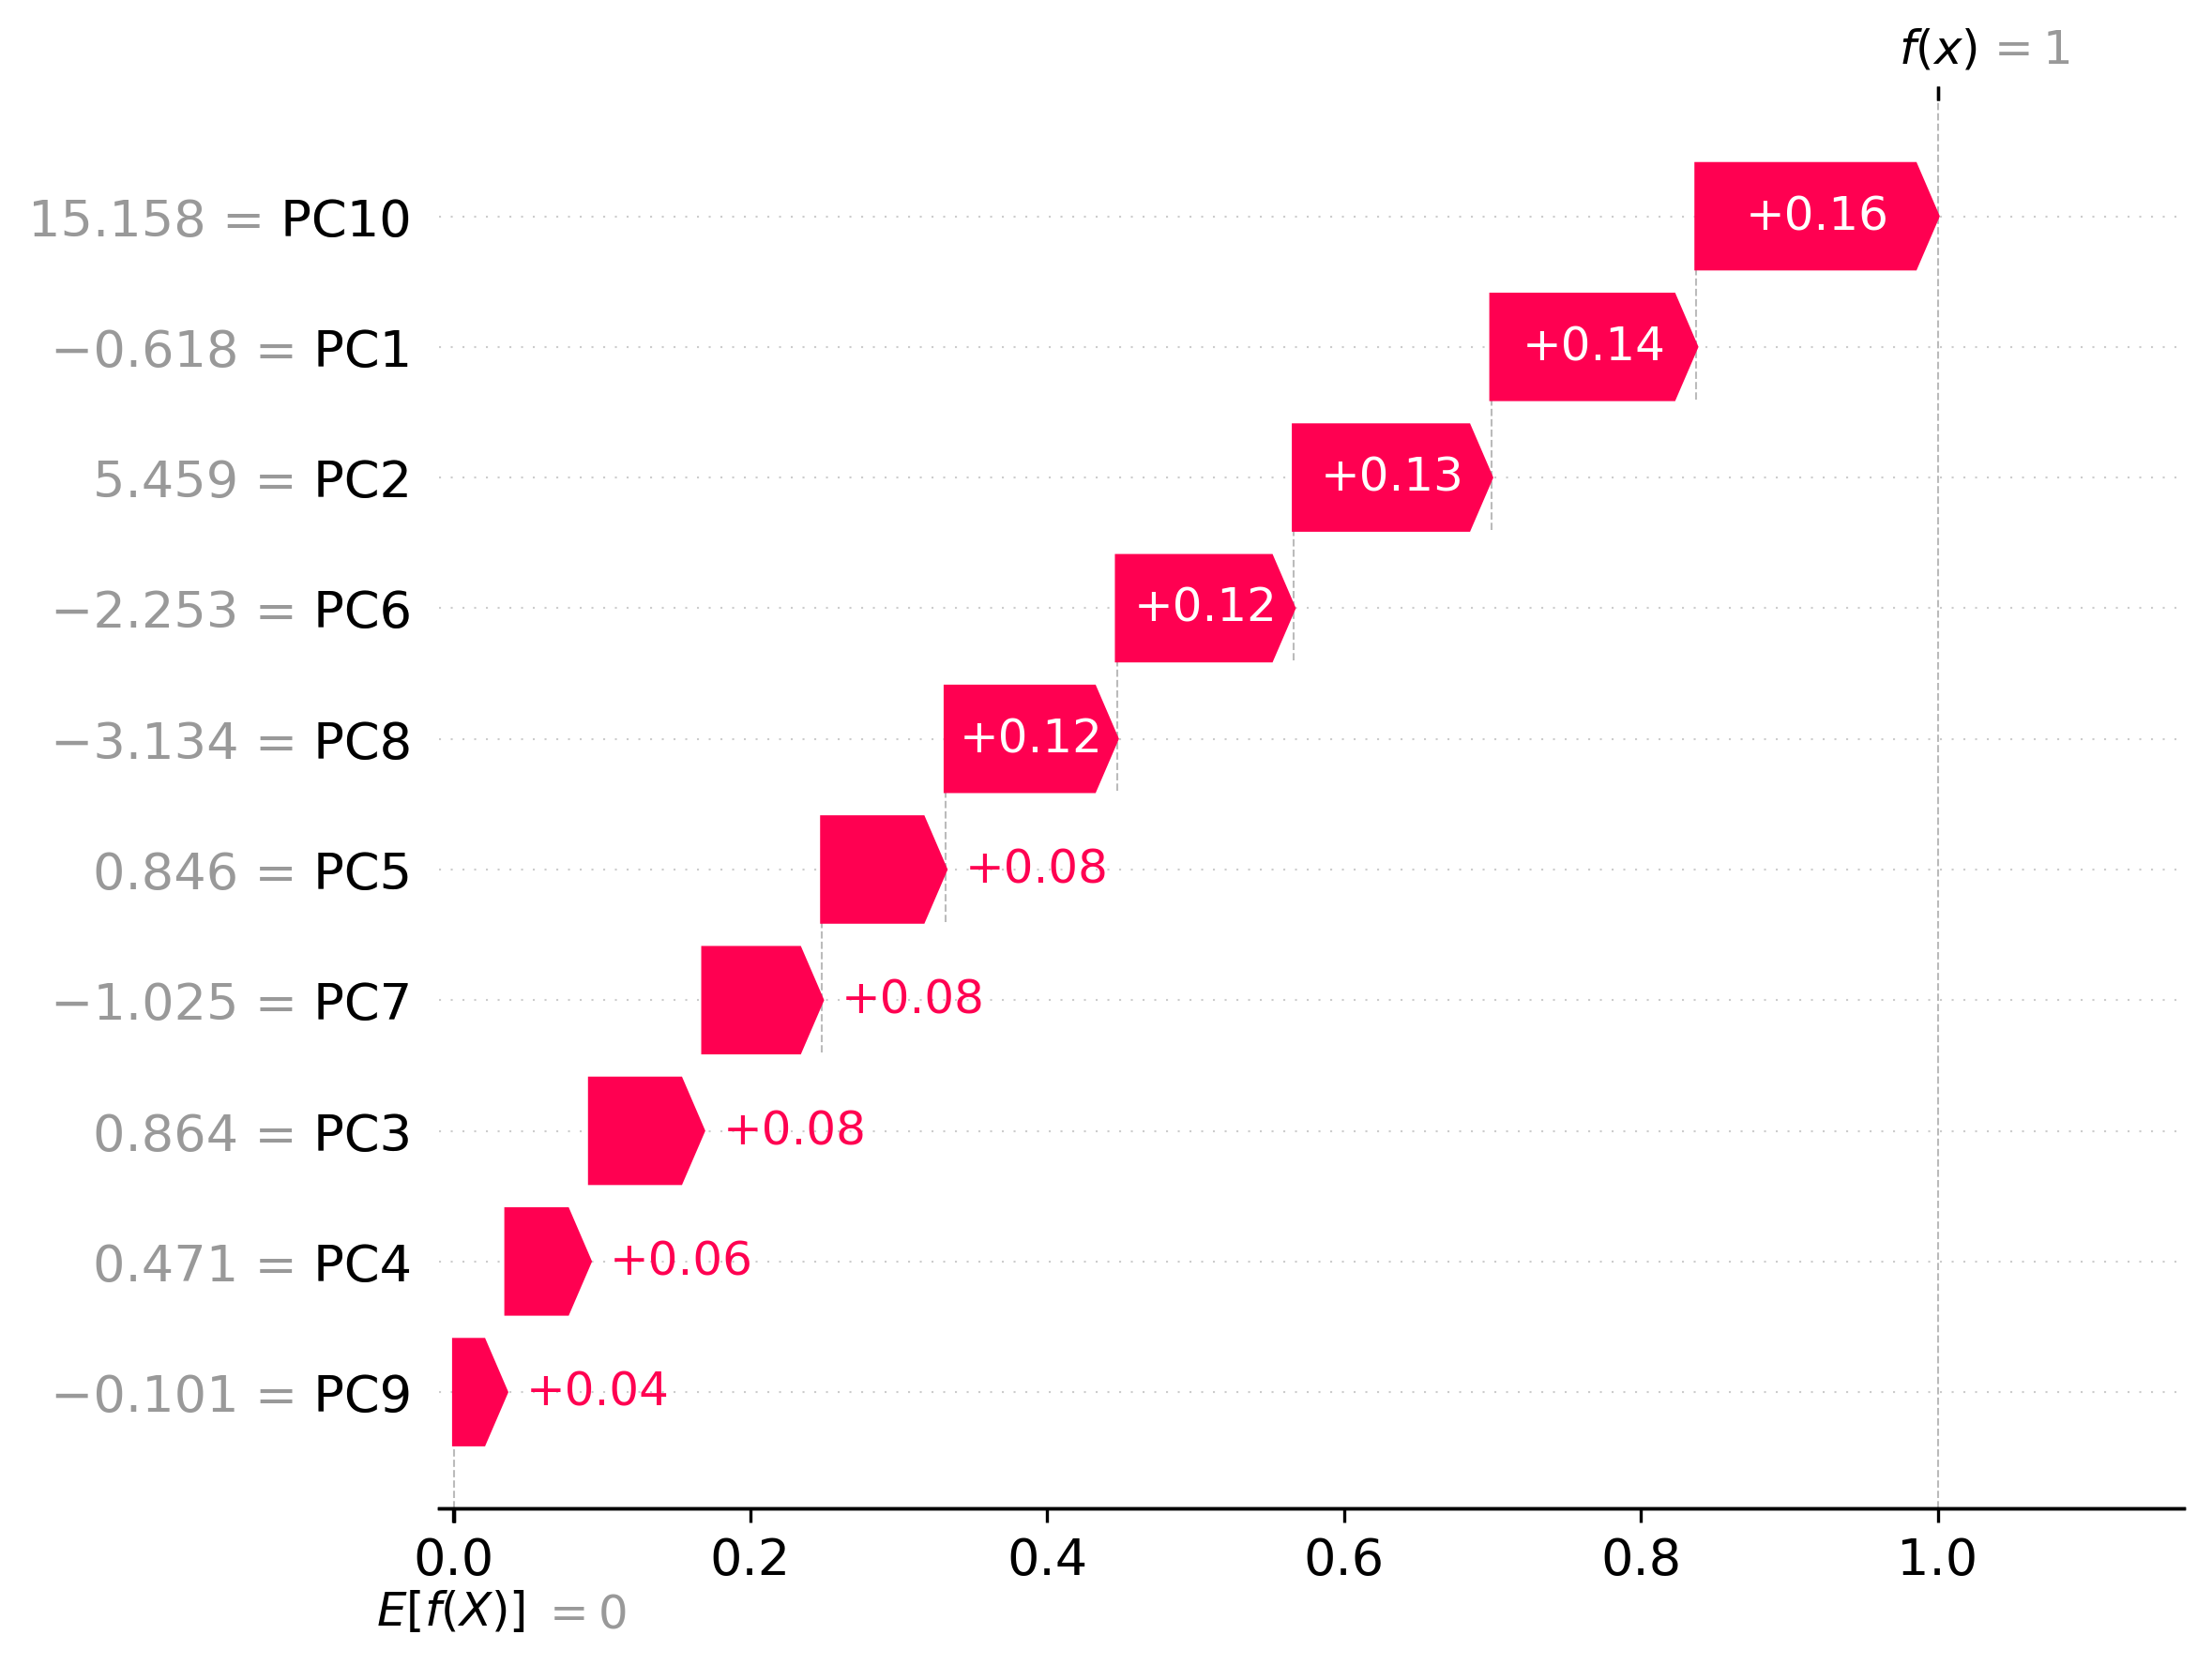 f(x) = 1
15.158 = PC10 +0.16
−0.618 = PC1 +0.14
5.459 = PC2 +0.13
−2.253 = PC6 +0.12
−3.134 = PC8 +0.12
0.846 = PC5 +0.08
−1.025 = PC7 +0.08
0.864 = PC3 +0.08
0.471 = PC4 +0.06
−0.101 = PC9 +0.04
0.0 0.2 0.4 0.6 0.8 1.0
E[f(X)] = 0